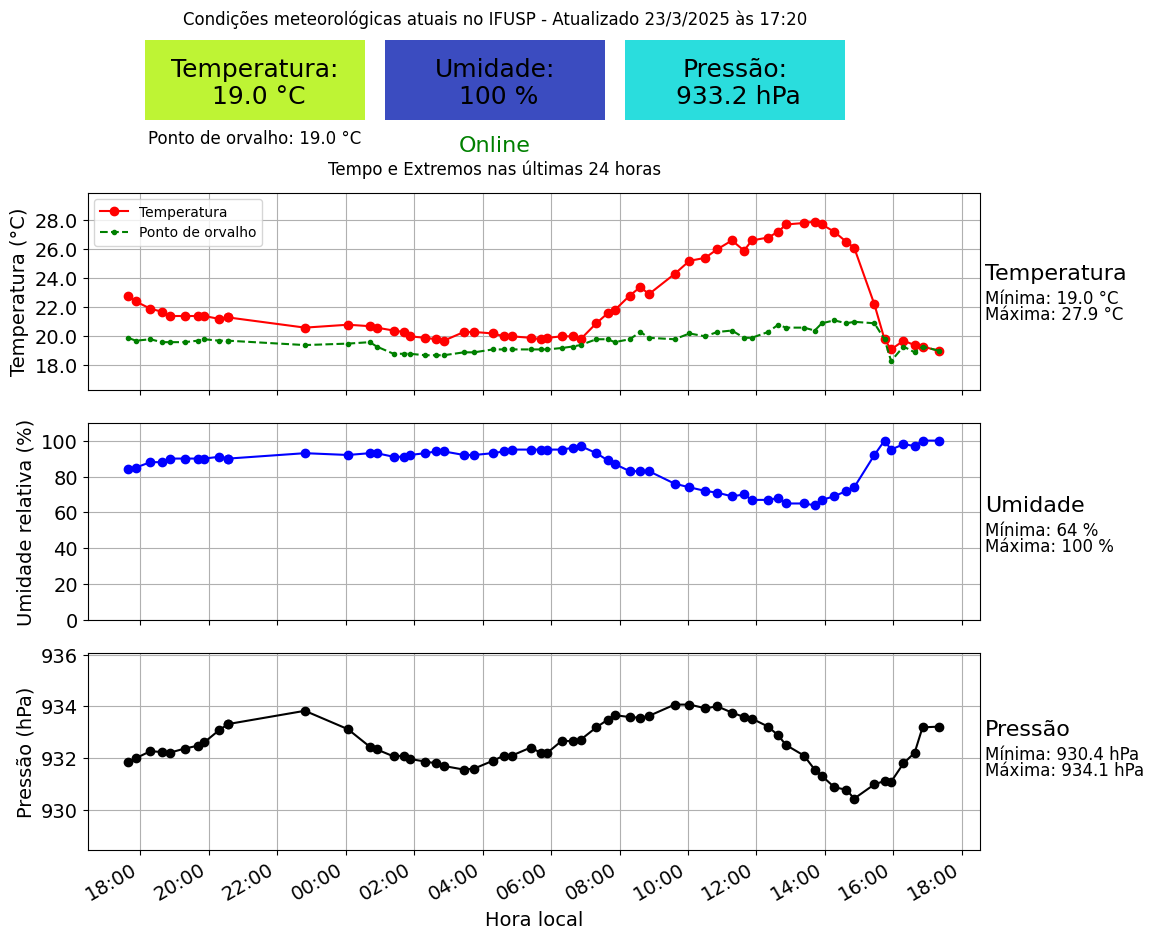 Condições meteorológicas atuais no IFUSP - Atualizado 23/3/2025 às 17:20
Temperatura:
19.0 °C
Umidade:
100 %
Pressão:
933.2 hPa
Ponto de orvalho: 19.0 °C
Online
Tempo e Extremos nas últimas 24 horas
Temperatura (°C)
28.0
26.0
24.0
22.0
20.0
18.0
Temperatura
Ponto de orvalho
Temperatura
Mínima: 19.0 °C
Máxima: 27.9 °C
Umidade relativa (%)
100
80
60
40
20
0
Umidade
Mínima: 64 %
Máxima: 100 %
Pressão (hPa)
936
934
932
930
Pressão
Mínima: 930.4 hPa
Máxima: 934.1 hPa
18:00 20:00 22:00 00:00 02:00 04:00 06:00 08:00 10:00 12:00 14:00 16:00 18:00
Hora local